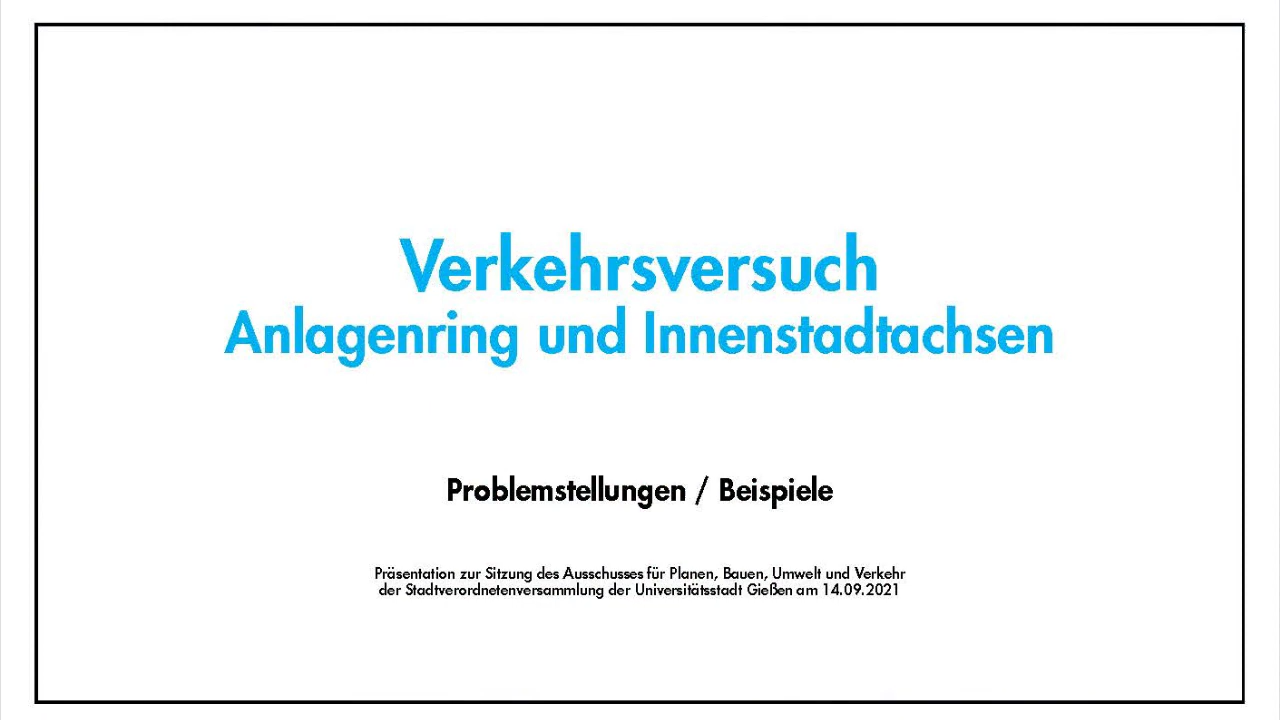 Verkehrsversuch
Anlagenring und Innenstadtachsen
Problemstellungen / Beispiele
Präsentation zur Sitzung des Ausschusses für Planen, Bauen, Umwelt und Verkehr
der Stadtverordnetenversammlung der Universitätsstadt Gießen am 14.09.2021